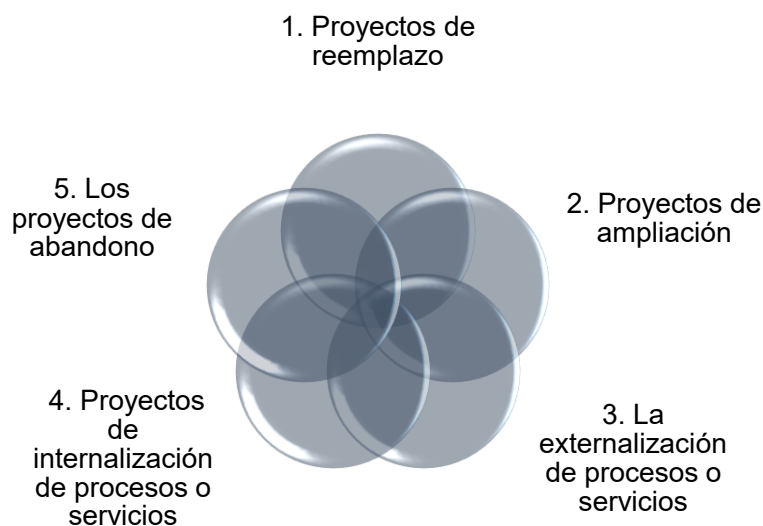 1. Proyectos de
reemplazo
2. Proyectos de
ampliación
3. La
externalización
de procesos o
servicios
4. Proyectos
de
internalización
de procesos o
servicios
5. Los
proyectos de
abandono